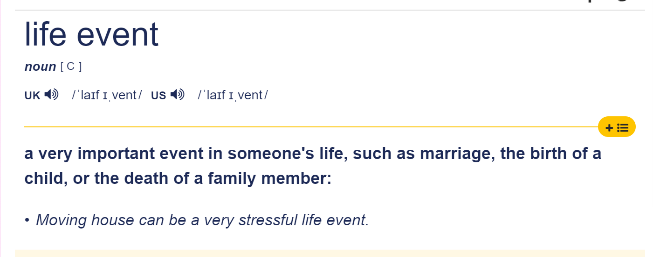 life event
noun [ C ]
UK /ˈlaɪf ɪˌvent/ US /ˈlaɪf ɪˌvent/
a very important event in someone's life, such as marriage, the birth of a
child, or the death of a family member:
• Moving house can be a very stressful life event.